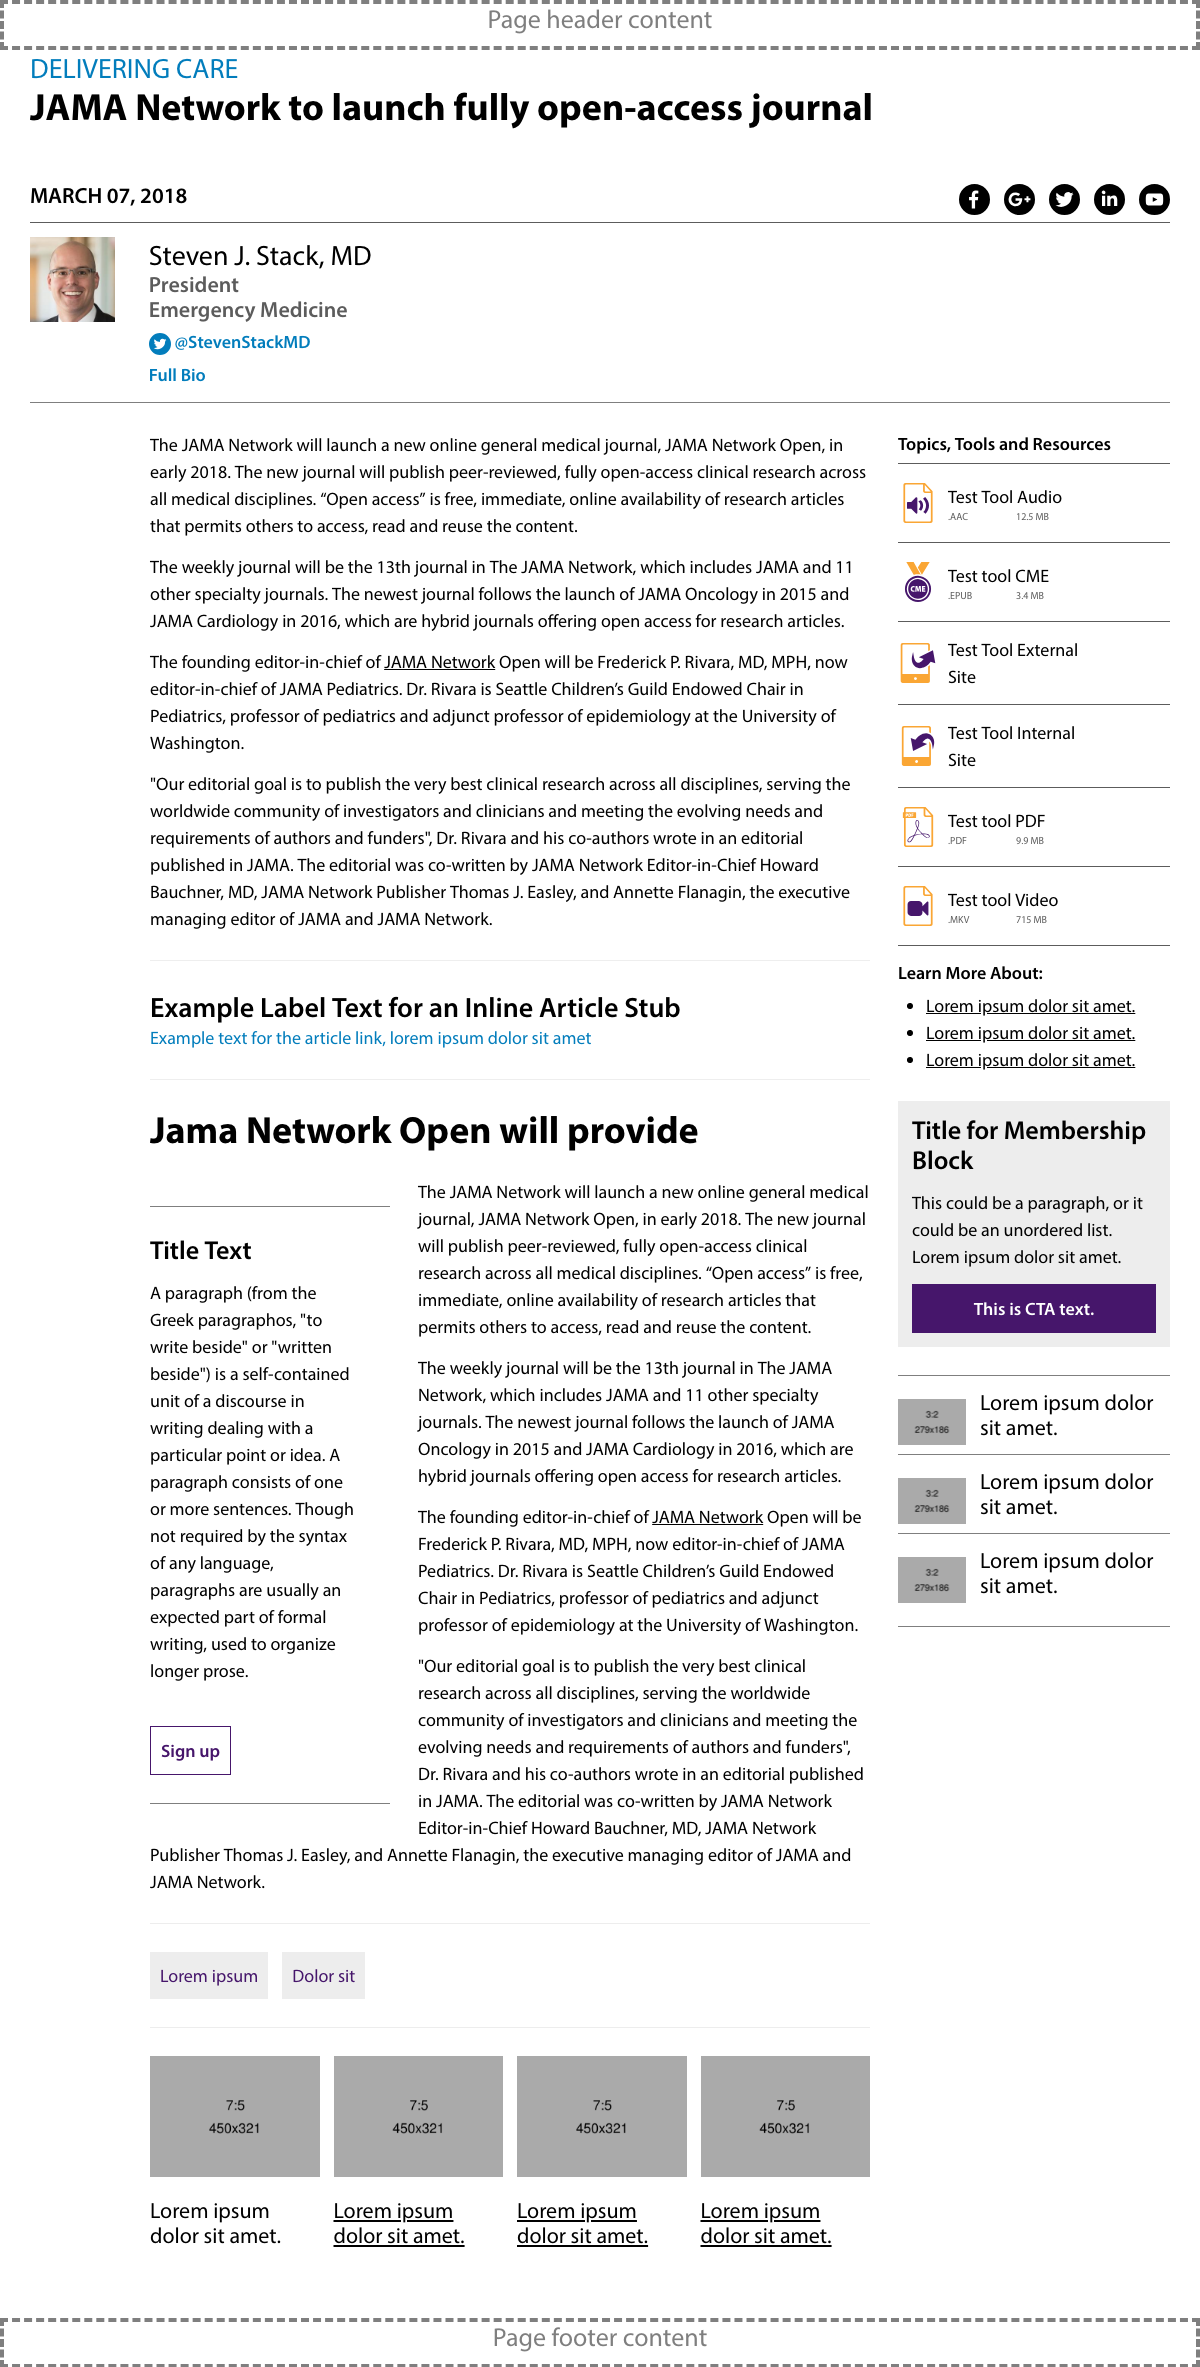 Page header content
DELIVERING CARE
JAMA Network to launch fully open-access journal
MARCH 07, 2018
Steven J. Stack, MD
President
Emergency Medicine
@StevenStackMD
Full Bio
The JAMA Network will launch a new online general medical journal, JAMA Network Open, in
early 2018. The new journal will publish peer-reviewed, fully open-access clinical research across
all medical disciplines. “Open access” is free, immediate, online availability of research articles
that permits others to access, read and reuse the content.
The weekly journal will be the 13th journal in The JAMA Network, which includes JAMA and 11
other specialty journals. The newest journal follows the launch of JAMA Oncology in 2015 and
JAMA Cardiology in 2016, which are hybrid journals offering open access for research articles.
The founding editor-in-chief of JAMA Network Open will be Frederick P. Rivara, MD, MPH, now
editor-in-chief of JAMA Pediatrics. Dr. Rivara is Seattle Children’s Guild Endowed Chair in
Pediatrics, professor of pediatrics and adjunct professor of epidemiology at the University of
Washington.
"Our editorial goal is to publish the very best clinical research across all disciplines, serving the
worldwide community of investigators and clinicians and meeting the evolving needs and
requirements of authors and funders", Dr. Rivara and his co-authors wrote in an editorial
published in JAMA. The editorial was co-written by JAMA Network Editor-in-Chief Howard
Bauchner, MD, JAMA Network Publisher Thomas J. Easley, and Annette Flanagin, the executive
managing editor of JAMA and JAMA Network.
Example Label Text for an Inline Article Stub
Example text for the article link, lorem ipsum dolor sit amet
Jama Network Open will provide
Title Text
A paragraph (from the
Greek paragraphos, "to
write beside" or "written
beside") is a self-contained
unit of a discourse in
writing dealing with a
particular point or idea. A
paragraph consists of one
or more sentences. Though
not required by the syntax
of any language,
paragraphs are usually an
expected part of formal
writing, used to organize
longer prose.
Sign up
The JAMA Network will launch a new online general medical
journal, JAMA Network Open, in early 2018. The new journal
will publish peer-reviewed, fully open-access clinical
research across all medical disciplines. “Open access” is free,
immediate, online availability of research articles that
permits others to access, read and reuse the content.
The weekly journal will be the 13th journal in The JAMA
Network, which includes JAMA and 11 other specialty
journals. The newest journal follows the launch of JAMA
Oncology in 2015 and JAMA Cardiology in 2016, which are
hybrid journals offering open access for research articles.
The founding editor-in-chief of JAMA Network Open will be
Frederick P. Rivara, MD, MPH, now editor-in-chief of JAMA
Pediatrics. Dr. Rivara is Seattle Children’s Guild Endowed
Chair in Pediatrics, professor of pediatrics and adjunct
professor of epidemiology at the University of Washington.
"Our editorial goal is to publish the very best clinical
research across all disciplines, serving the worldwide
community of investigators and clinicians and meeting the
evolving needs and requirements of authors and funders",
Dr. Rivara and his co-authors wrote in an editorial published
in JAMA. The editorial was co-written by JAMA Network
Editor-in-Chief Howard Bauchner, MD, JAMA Network
Publisher Thomas J. Easley, and Annette Flanagin, the executive managing editor of JAMA and
JAMA Network.
Lorem ipsum
Dolor sit
7:5
450x321
7:5
450x321
7:5
450x321
7:5
450x321
Lorem ipsum
dolor sit amet.
Lorem ipsum
dolor sit amet.
Lorem ipsum
dolor sit amet.
Lorem ipsum
dolor sit amet.
Topics, Tools and Resources
Test Tool Audio
.AAC 12.5 MB
CME
Test tool CME
.EPUB 3.4 MB
Test Tool External
Site
Test Tool Internal
Site
PDF
Test tool PDF
.PDF 9.9 MB
Test tool Video
.MKV 715 MB
Learn More About:
Lorem ipsum dolor sit amet.
Lorem ipsum dolor sit amet.
Lorem ipsum dolor sit amet.
Title for Membership
Block
This could be a paragraph, or it
could be an unordered list.
Lorem ipsum dolor sit amet.
This is CTA text.
3:2
279x186
Lorem ipsum dolor
sit amet.
3:2
279x186
Lorem ipsum dolor
sit amet.
3:2
279x186
Lorem ipsum dolor
sit amet.
Page footer content